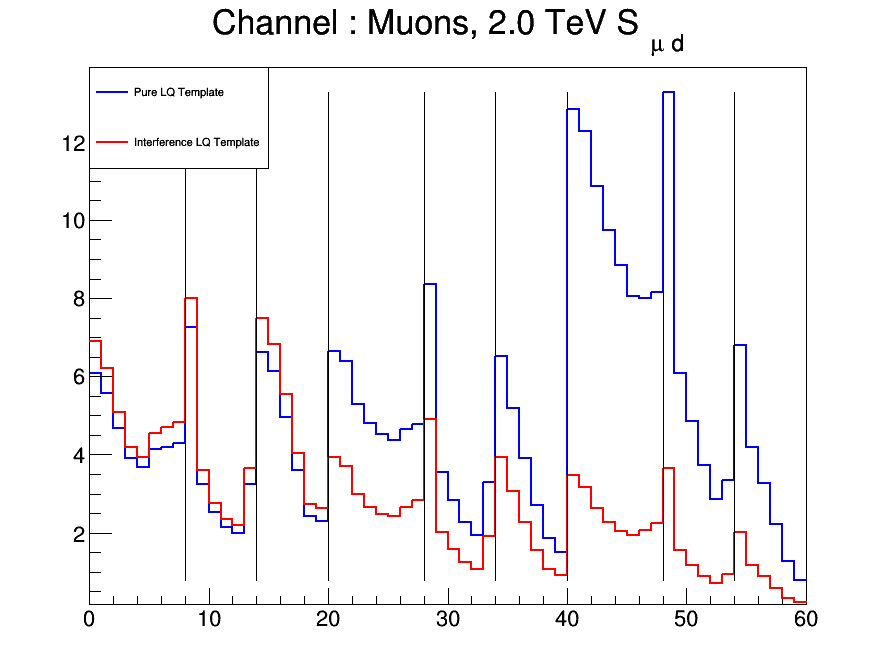 Channel : Muons, 2.0 TeV S μ d
Pure LQ Template
Interference LQ Template
12
10
8
6
4
2
0 10 20 30 40 50 60